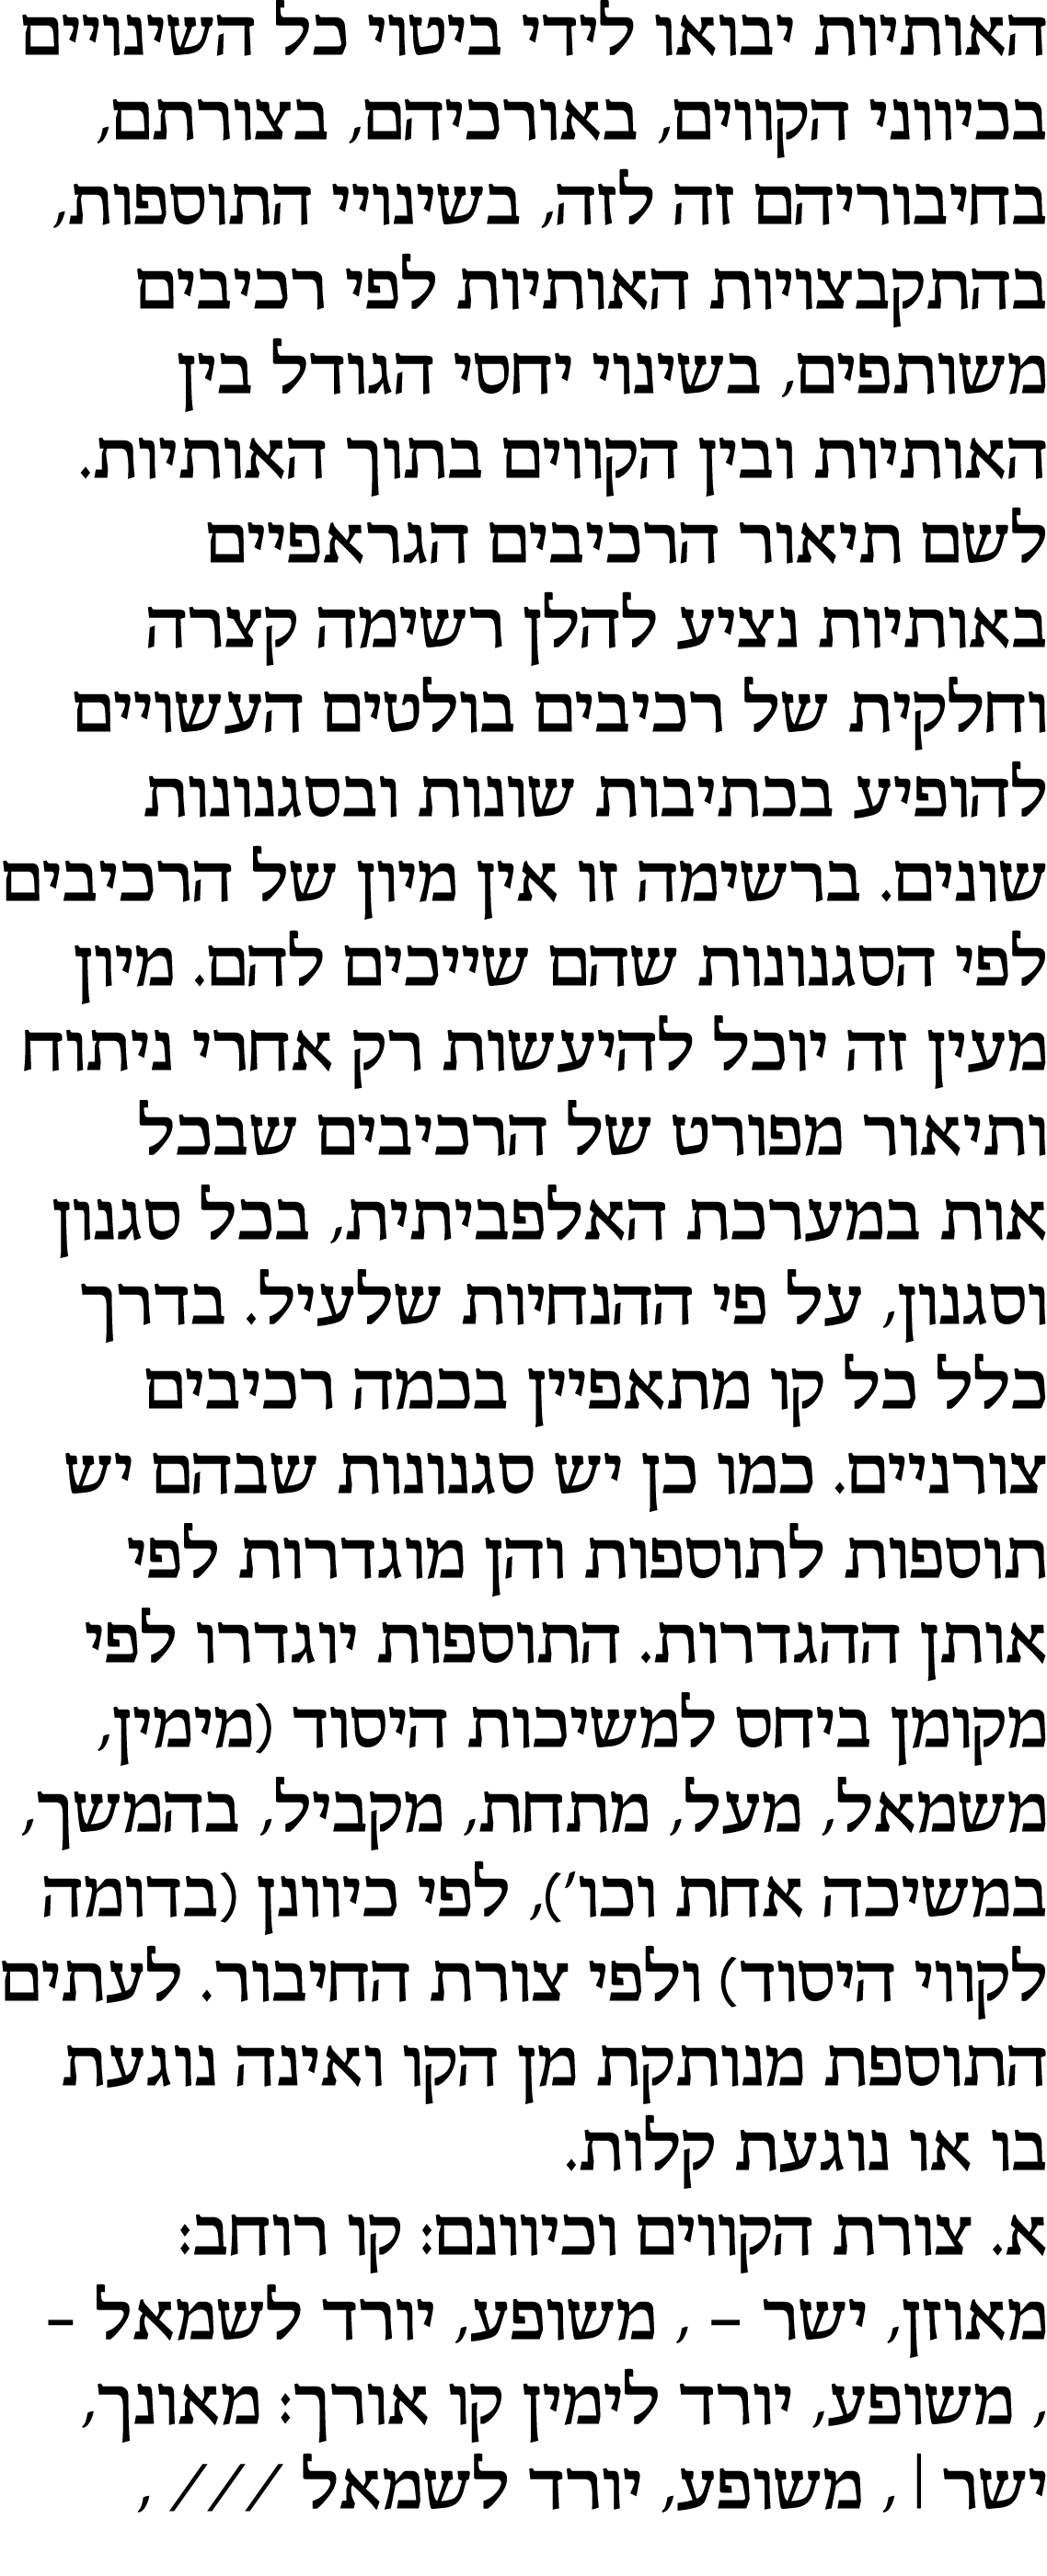 האותיות יבואו לידי ביטוי כל השינויים
בכיווני הקווים, באורכיהם, בצורתם,
בחיבוריהם זה לזה, בשינויי התוספות,
בהתקבצויות האותיות לפי רכיבים
משותפים, בשינוי יחסי הגודל בין
האותיות ובין הקווים בתוך האותיות.
לשם תיאור הרכיבים הגראפיים
באותיות נציע להלן רשימה קצרה
וחלקית של רכיבים בולטים העשויים
להופיע בכתיבות שונות ובסגנונות
שונים. ברשימה זו אין מיון של הרכיבים
לפי הסגנונות שהם שייכים להם. מיון
מעין זה יוכל להיעשות רק אחרי ניתוח
ותיאור מפורט של הרכיבים שבכל
אות במערכת האלפביתית, בכל סגנון
וסגנון, על פי ההנחיות שלעיל. בדרך
כלל כל קו מתאפיין בכמה רכיבים
צורניים. כמו כן יש סגנונות שבהם יש
תוספות לתוספות והן מוגדרות לפי
אותן ההגדרות. התוספות יוגדרו לפי
מקומן ביחס למשיכות היסוד (מימין,
משמאל, מעל, מתחת, מקביל, בהמשך,
במשיכה אחת וכו׳), לפי כיוונן (בדומה
לקווי היסוד) ולפי צורת החיבור. לעתים
התוספת מנותקת מן הקו ואינה נוגעת
בו או נוגעת קלות.
א. צורת הקווים וכיוונם: קו רוחב:
מאוזן, ישר – , משופע, יורד לשמאל –
, משופע, יורד לימין קו אורך: מאונך,
ישר | , משופע, יורד לשמאל /// ,